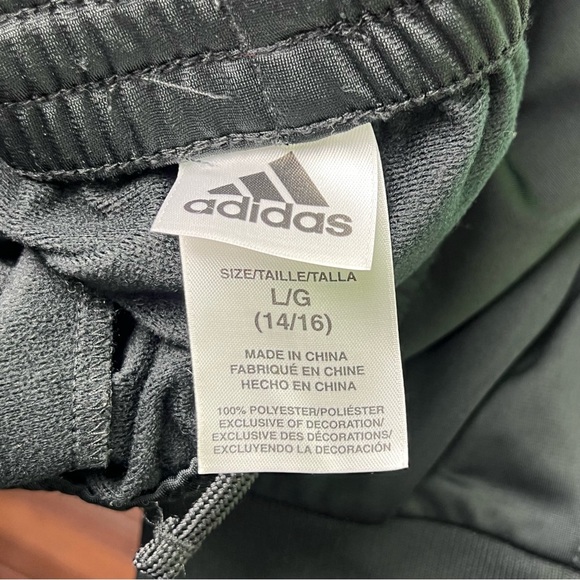 adidas
SIZE/TAILLE/TALLA
L/G
(14/16)
MADE IN CHINA
FABRIQUÉ EN CHINE
HECHO EN CHINA
100% POLYESTER/POLIÉSTER
EXCLUSIVE OF DECORATION/
EXCLUSIVE DES DÉCORATIONS/
EXCLUYENDO LA DECORACIÓN